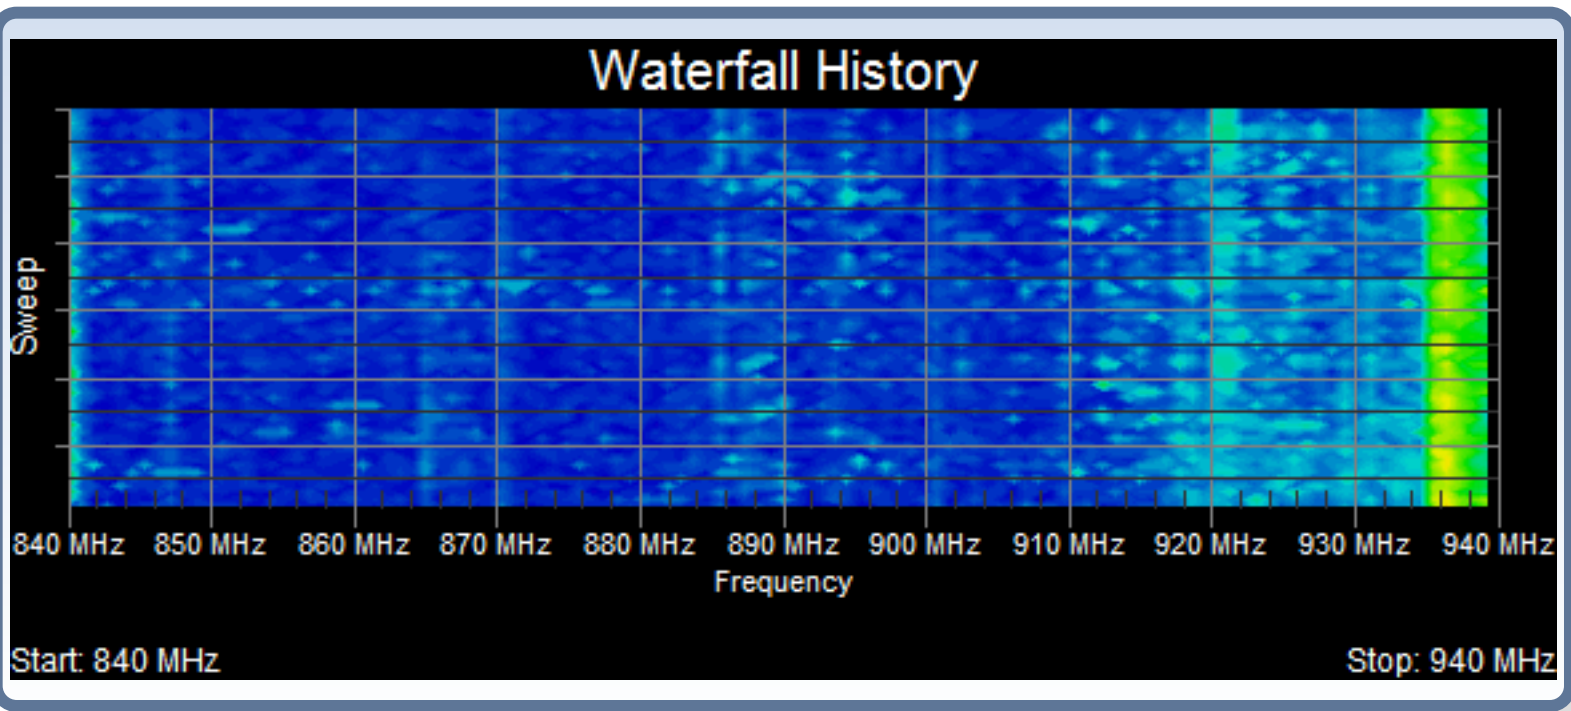 Waterfall History
Sweep
840 MHz 850 MHz 860 MHz 870 MHz 880 MHz 890 MHz 900 MHz 910 MHz 920 MHz 930 MHz 940 MHz
Frequency
Start: 840 MHz Stop: 940 MHz